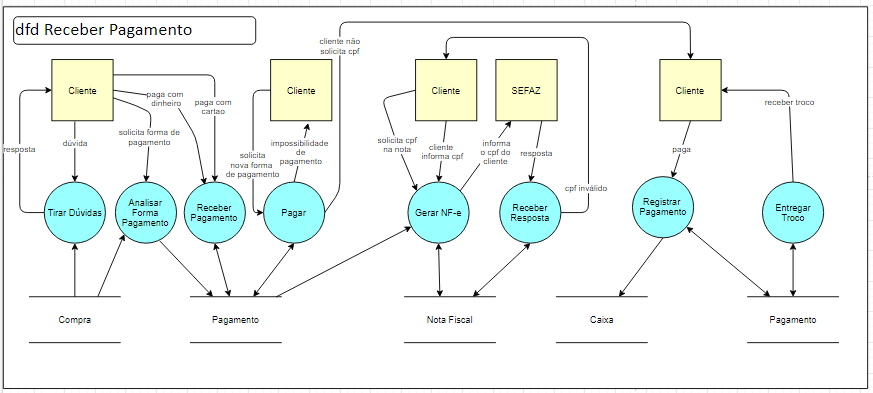 dfd Receber Pagamento
cliente não
solicita cpf
Cliente
Cliente
Cliente
SEFAZ
Cliente
paga com
dinheiro
paga com
cartao
receber troco
solicita forma de
pagamento
resposta
dúvida
impossibilidade
de
pagamento
solicita
nova forma
de pagamento
solicita cpf
na nota
cliente
informa cpf
informa
o cpf do
cliente
resposta
paga
cpf inválido
Tirar Dúvidas
Analisar
Forma
Pagamento
Receber
Pagamento
Pagar
Gerar NF-e
Receber
Resposta
Registrar
Pagamento
Entregar
Troco
Compra
Pagamento
Nota Fiscal
Caixa
Pagamento